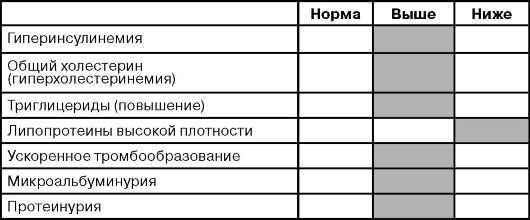 Норма Выше Ниже
Гиперинсулинемия
Общий холестерин
(гиперхолестеринемия)
Триглицериды (повышение)
Липопротеины высокой плотности
Ускоренное тромбообразование
Микроальбуминурия
Протеинурия